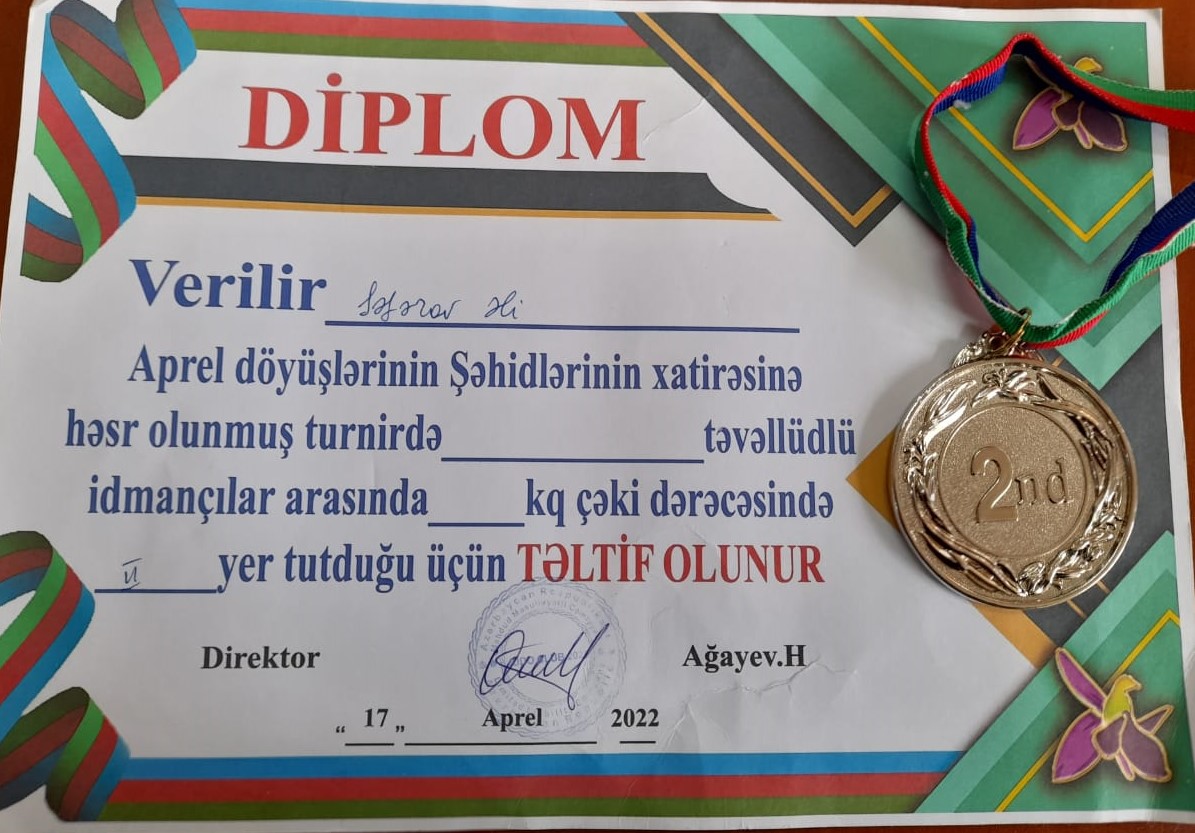 DİPLOM
Verilir Səfərov Əli
Aprel döyüşlərinin Şəhidlərinin xatirəsinə
həsr olunmuş turnirdə təvəllüdlü
idmançılar arasında kq çəki dərəcəsində
II yer tutduğu üçün TƏLTİF OLUNUR
Direktor Ağayev.H
“ 17 „ Aprel 2022
2nd